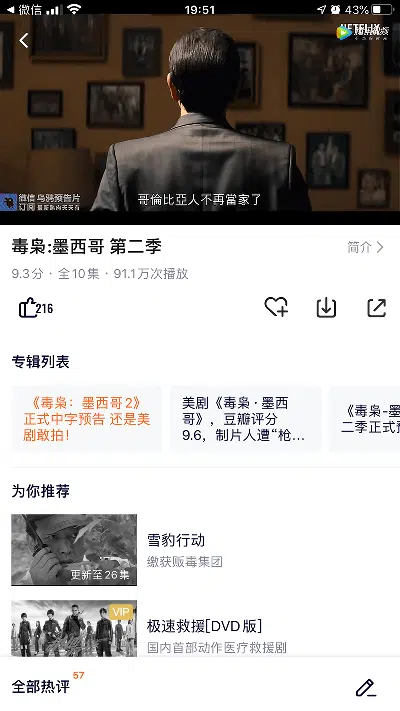 微信
19:51
43%
NETFLIX
微信 乌鸦预告片
哥倫比亞人不再當家了
毒枭:墨西哥 第二季
简介
9.3分 · 全10集 · 91.1万次播放
216
专辑列表
《毒枭：墨西哥2》
正式中字预告 还是美
剧敢拍！
美剧《毒枭·墨西
哥》，豆瓣评分
9.6，制片人遭“枪...
《毒枭-墨
二季正式预
为你推荐
雪豹行动
缴获贩毒集团
更新至26集
VIP
极速救援[DVD版]
国内首部动作医疗救援剧
全部热评
57